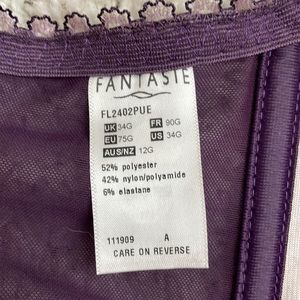 FANTASIE
FL2402PUE
UK 34G FR 90G
EU 75G US 34G
AUS/NZ 12G
52% polyester
42% nylon/polyamide
6% elastane
111909 A
CARE ON REVERSE